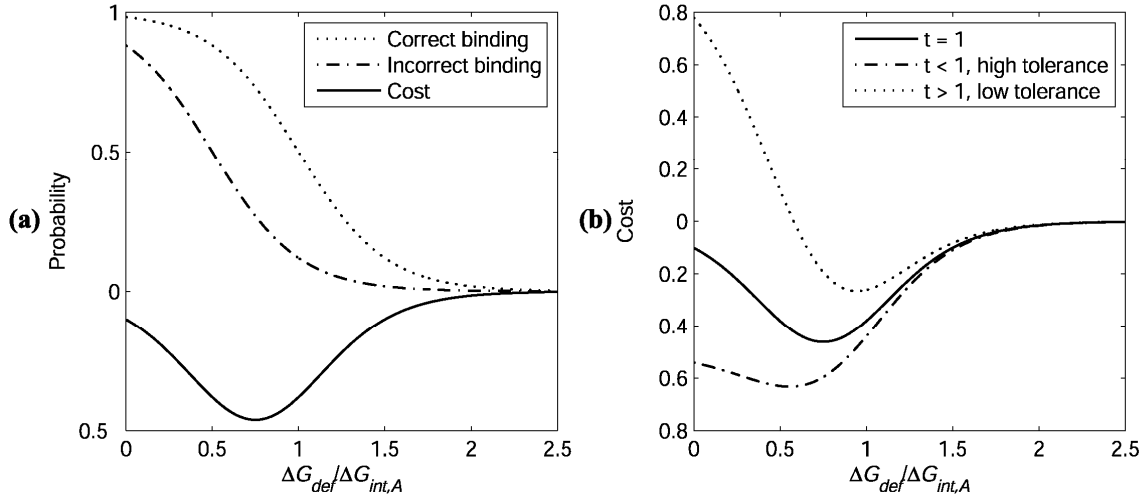 (a)
Probability
1
0.5
0
0.5
Correct binding
Incorrect binding
Cost
0 0.5 1 1.5 2 2.5
ΔG_def/ΔG_int,A
(b)
Cost
0.8
0.6
0.4
0.2
0
0.2
0.4
0.6
0.8
t = 1
t < 1, high tolerance
t > 1, low tolerance
0 0.5 1 1.5 2 2.5
ΔG_def/ΔG_int,A